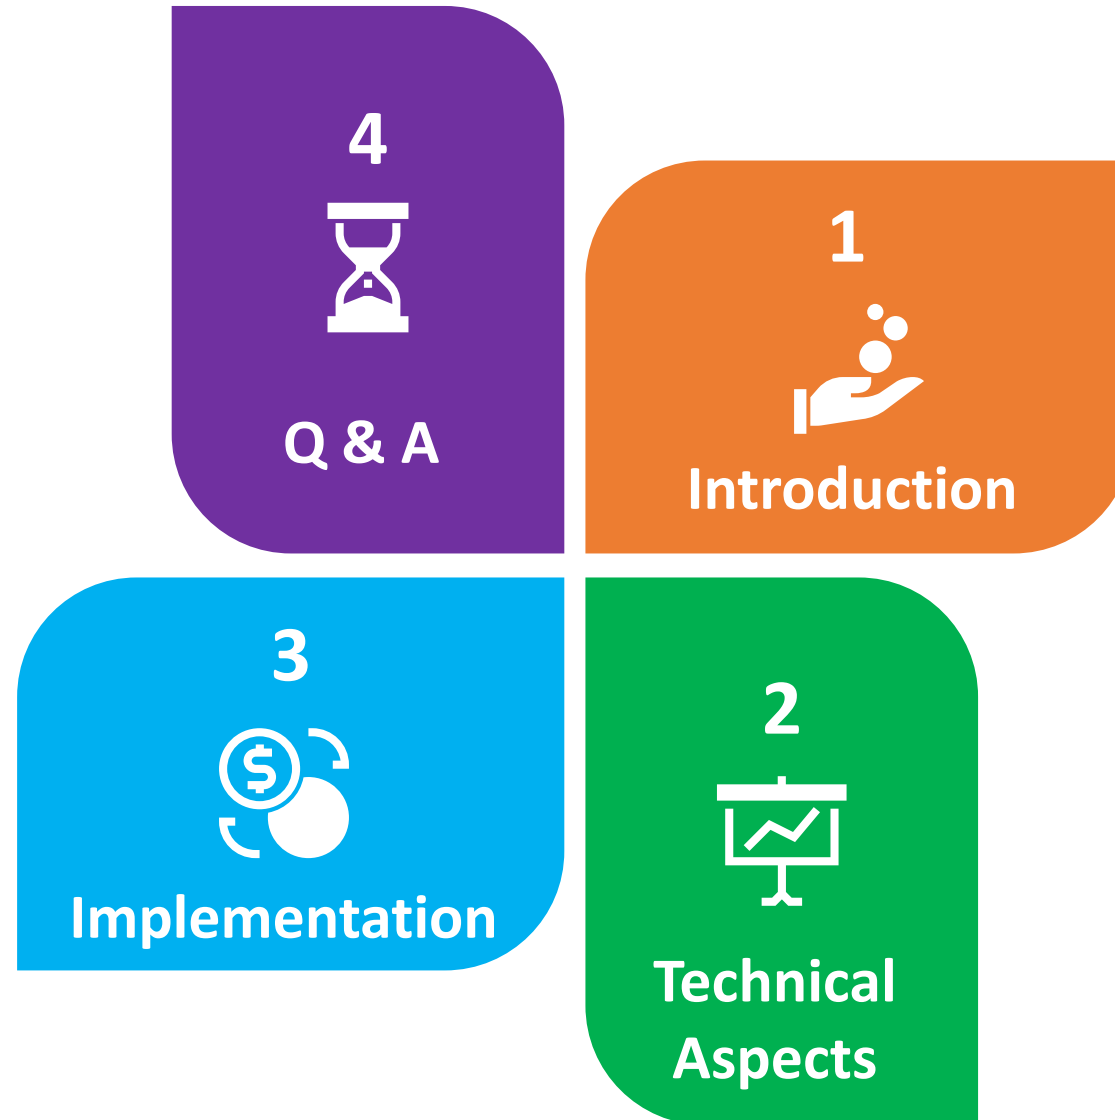 4
Q & A
1
Introduction
3
$
Implementation
2
Technical
Aspects